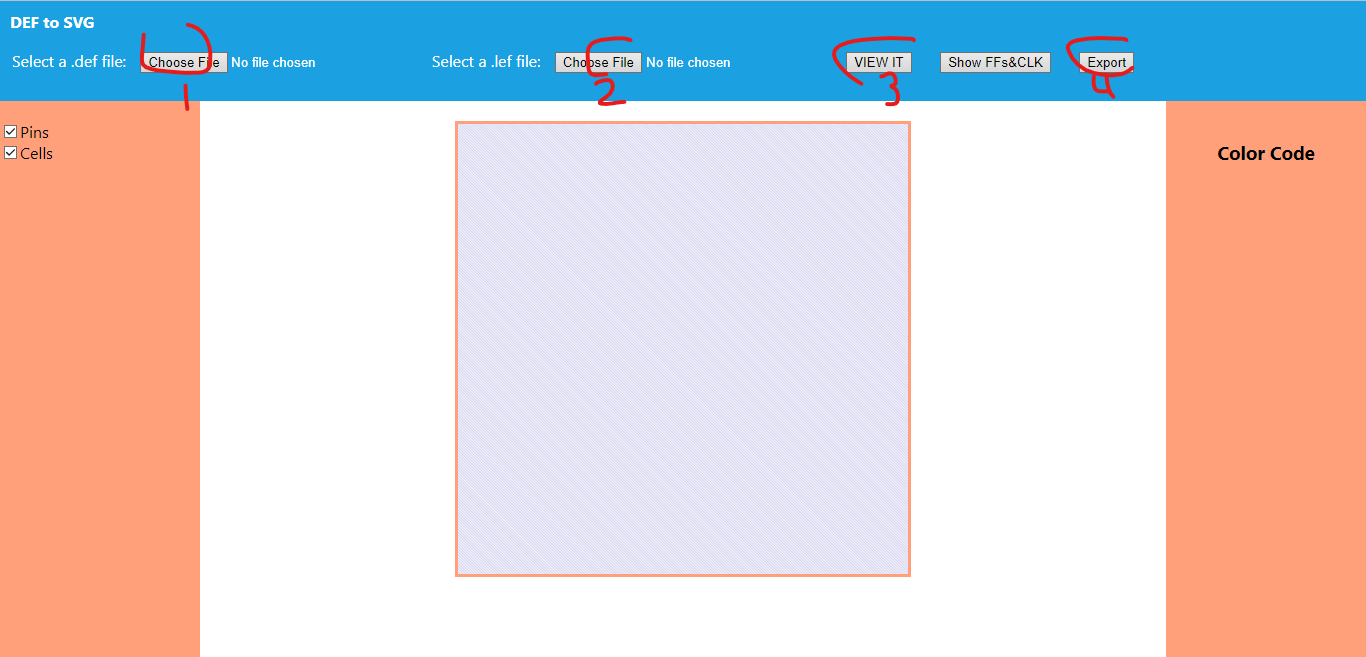 DEF to SVG
Select a .def file: Choose File No file chosen Select a .lef file: Choose File No file chosen VIEW IT Show FFs&CLK Export
1 2 3 4
Pins
Cells
Color Code